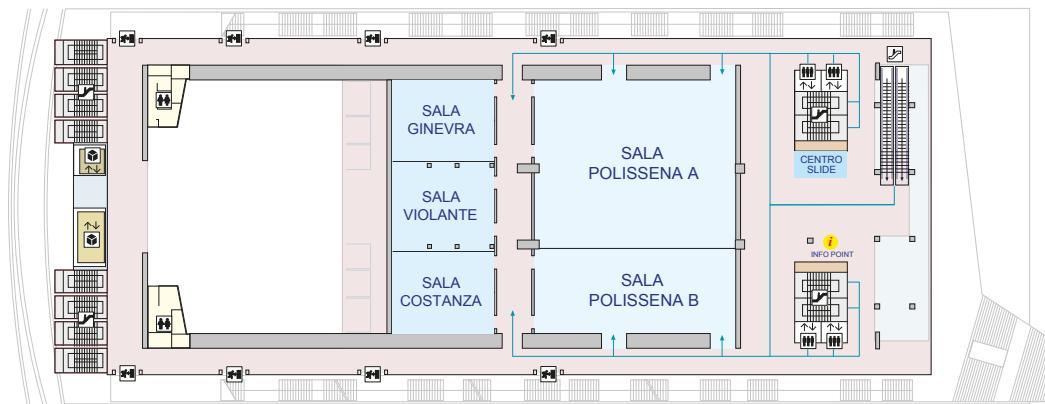 SALA
GINEVRA
SALA
VIOLANTE
SALA
COSTANZA
SALA
POLISSENA A
SALA
POLISSENA B
CENTRO
SLIDE
i
INFO POINT